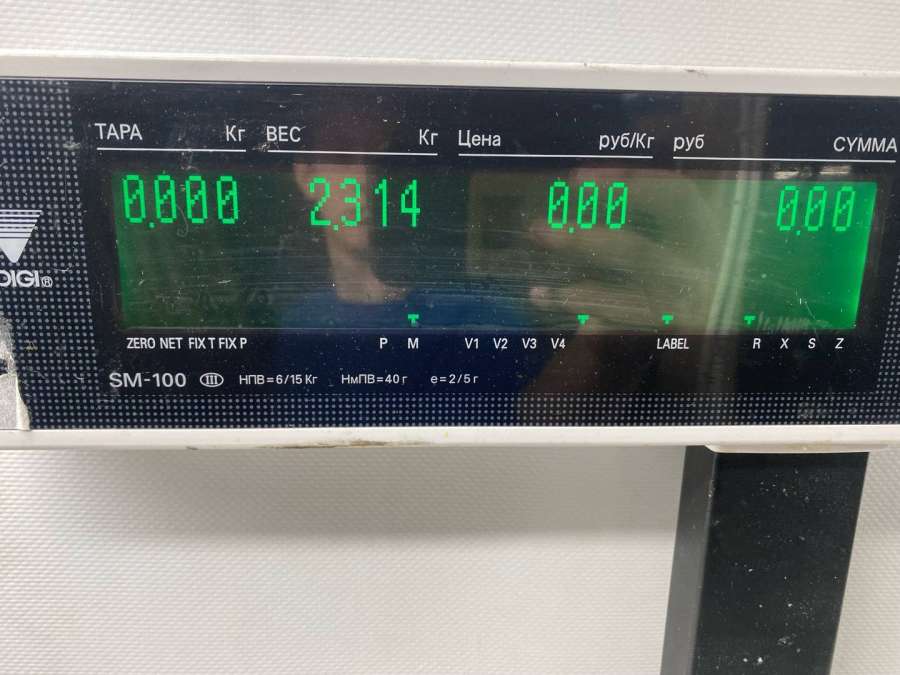 ТАРА Кг ВЕС Кг Цена руб/Кг руб СУММА
0.000 2.314 0.00 0.00
DIGI®
ZERO NET FIX T FIX P P M V1 V2 V3 V4 LABEL R X S Z
SM-100 III НПВ=6/15 Кг НмПВ=40 г e=2/5 г